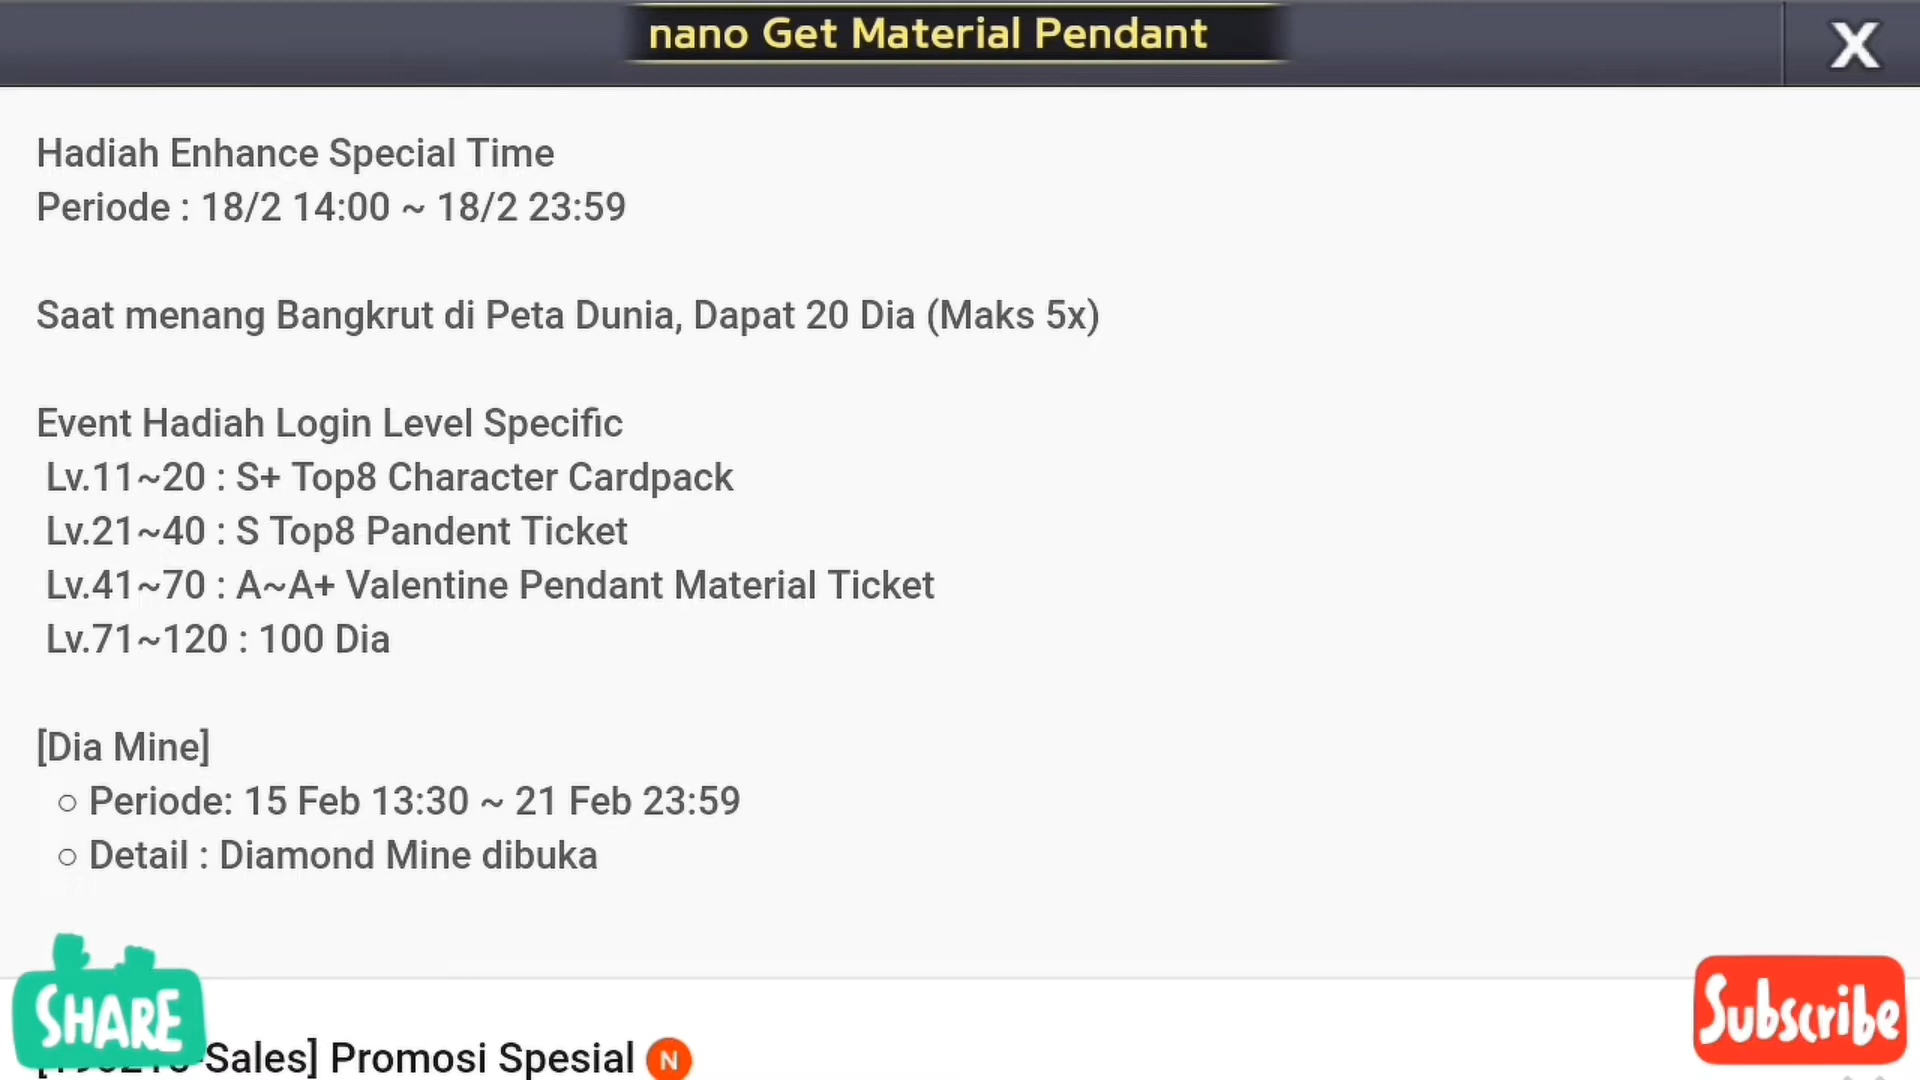 nano Get Material Pendant
X
Hadiah Enhance Special Time
Periode : 18/2 14:00 ~ 18/2 23:59
Saat menang Bangkrut di Peta Dunia, Dapat 20 Dia (Maks 5x)
Event Hadiah Login Level Specific
Lv.11~20 : S+ Top8 Character Cardpack
Lv.21~40 : S Top8 Pandent Ticket
Lv.41~70 : A~A+ Valentine Pendant Material Ticket
Lv.71~120 : 100 Dia
[Dia Mine]
○ Periode: 15 Feb 13:30 ~ 21 Feb 23:59
○ Detail : Diamond Mine dibuka
SHARE
Subscribe
Sales] Promosi Spesial N